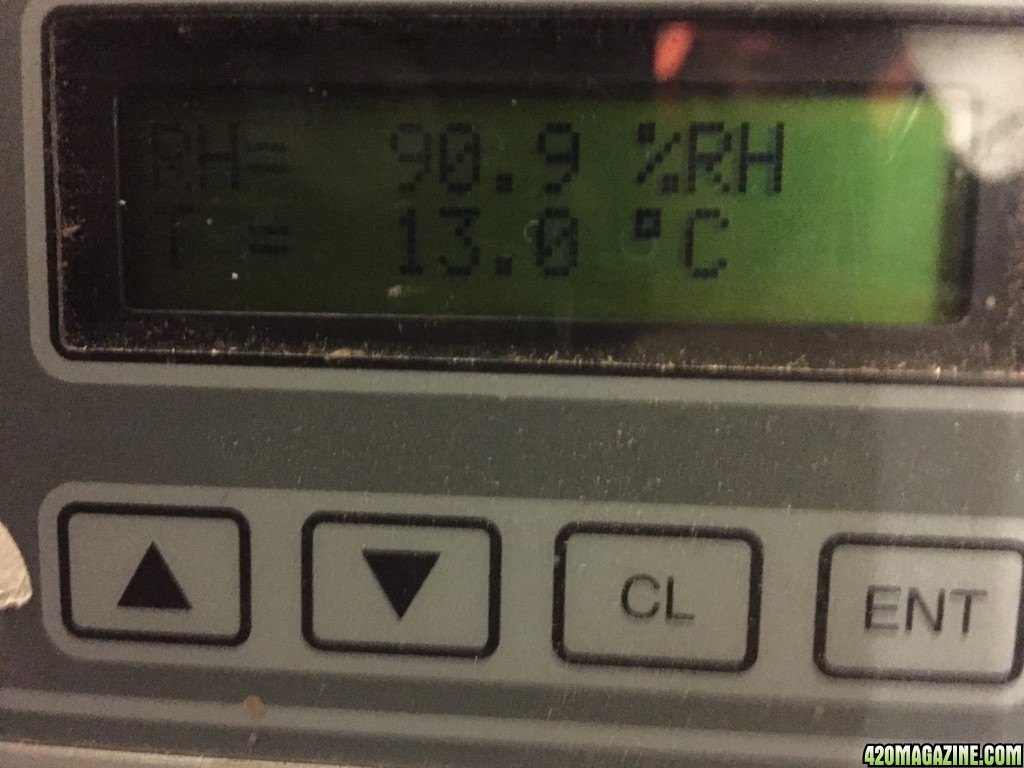 RH= 90.9 %RH
T = 13.0 °C
CL
ENT
420MAGAZINE.COM